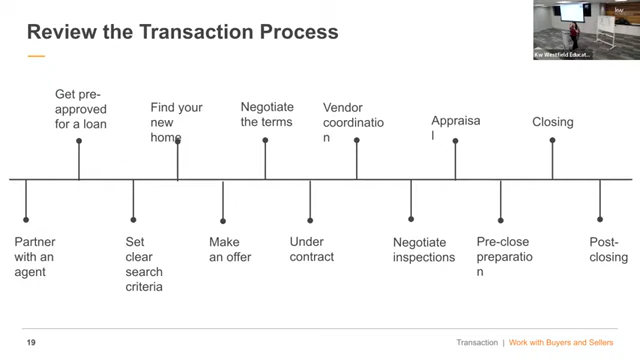 Review the Transaction Process
kw
Kw Westfield Educat...
Get pre-
approved
for a loan
Find your
new
home
Negotiate
the terms
Vendor
coordinatio
n
Appraisa
l
Closing
Partner
with an
agent
Set
clear
search
criteria
Make
an offer
Under
contract
Negotiate
inspections
Pre-close
preparatio
n
Post-
closing
19
Transaction | Work with Buyers and Sellers